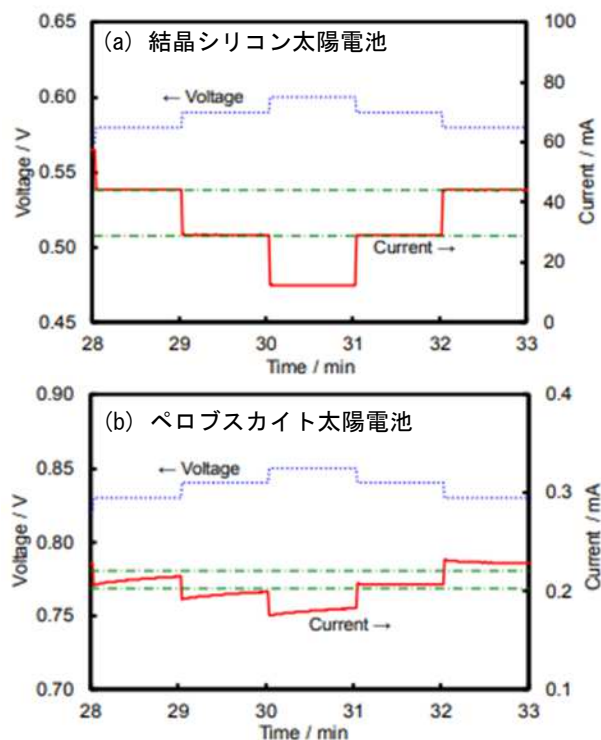 (a) 結晶シリコン太陽電池
0.65
0.60
0.55
0.50
0.45
Voltage / V
← Voltage
Current →
100
80
60
40
20
0
Current / mA
28 29 30 31 32 33
Time / min
(b) ペロブスカイト太陽電池
0.90
0.85
0.80
0.75
0.70
Voltage / V
← Voltage
Current →
0.4
0.3
0.2
0.1
Current / mA
28 29 30 31 32 33
Time / min